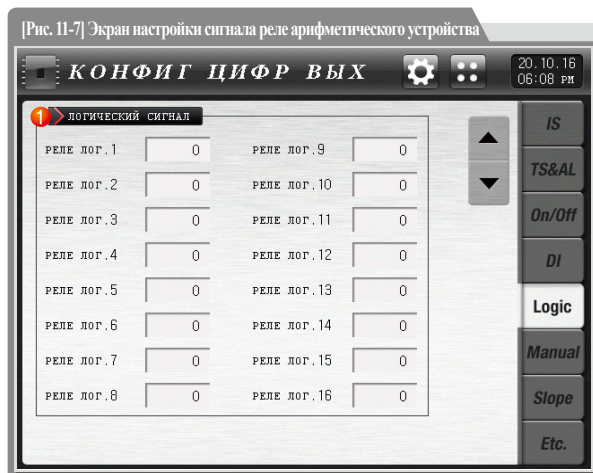 [Рис. 11-7] Экран настройки сигнала реле арифметического устройства
КОНФИГ ЦИФР ВЫХ
20.10.16
06:08 PM
1 ЛОГИЧЕСКИЙ СИГНАЛ
РЕЛЕ ЛОГ.1 0 РЕЛЕ ЛОГ.9 0
РЕЛЕ ЛОГ.2 0 РЕЛЕ ЛОГ.10 0
РЕЛЕ ЛОГ.3 0 РЕЛЕ ЛОГ.11 0
РЕЛЕ ЛОГ.4 0 РЕЛЕ ЛОГ.12 0
РЕЛЕ ЛОГ.5 0 РЕЛЕ ЛОГ.13 0
РЕЛЕ ЛОГ.6 0 РЕЛЕ ЛОГ.14 0
РЕЛЕ ЛОГ.7 0 РЕЛЕ ЛОГ.15 0
РЕЛЕ ЛОГ.8 0 РЕЛЕ ЛОГ.16 0
IS
TS&AL
On/Off
DI
Logic
Manual
Slope
Etc.